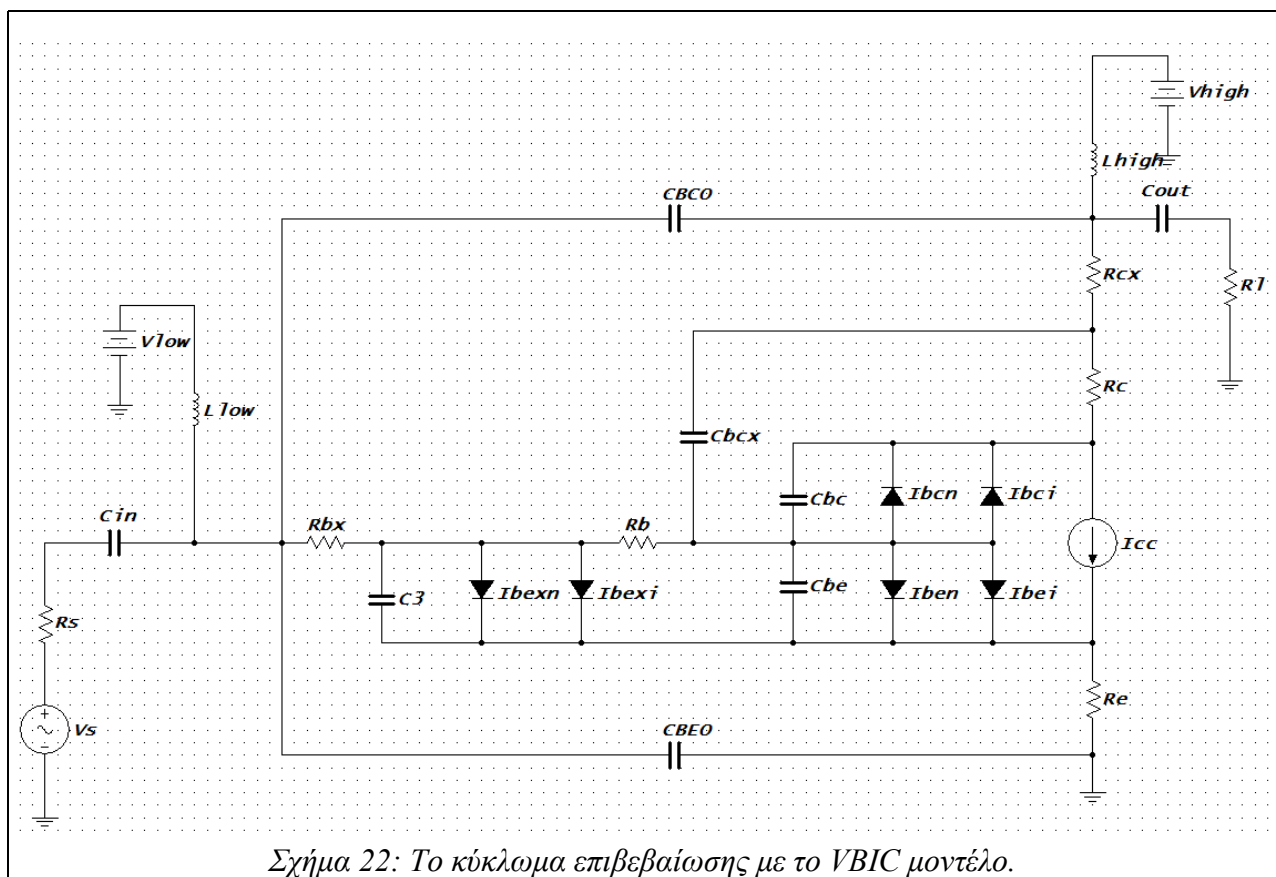 Vhigh
Lhigh
Cout
CBCO
Rcx
Rl
Vlow
Rc
Llow
Cbcx
Cbc
Ibcn
Ibci
Cin
Rbx
Rb
Icc
C3
Ibexn
Ibexi
Cbe
Iben
Ibei
Rs
Re
Vs
CBEO
Σχήμα 22: Το κύκλωμα επιβεβαίωσης με το VBIC μοντέλο.